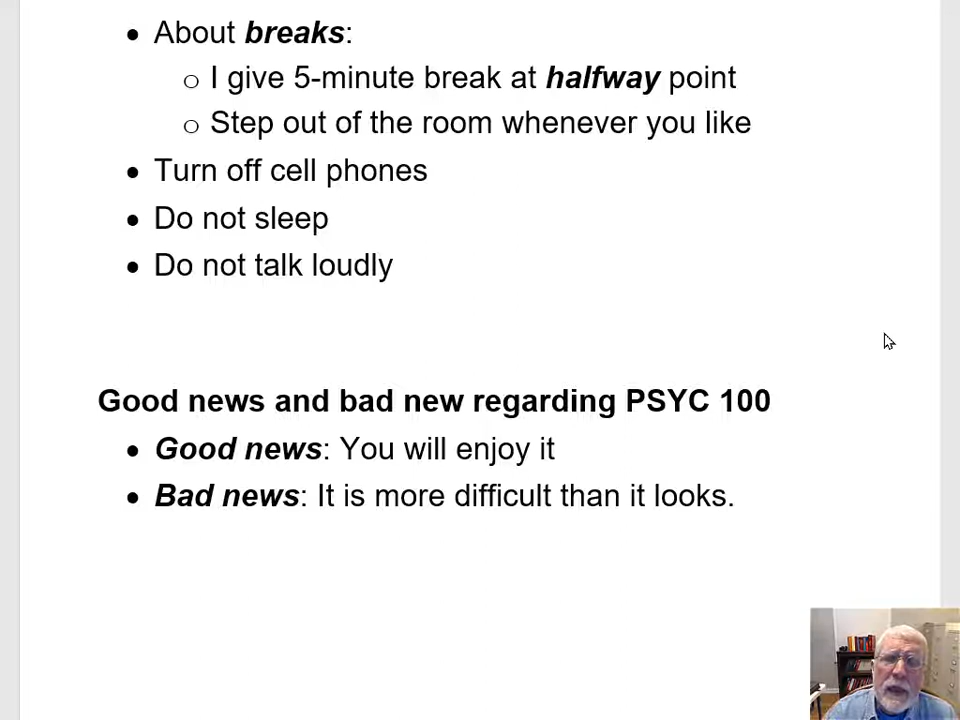 • About breaks:
o I give 5-minute break at halfway point
o Step out of the room whenever you like
• Turn off cell phones
• Do not sleep
• Do not talk loudly
Good news and bad new regarding PSYC 100
• Good news: You will enjoy it
• Bad news: It is more difficult than it looks.